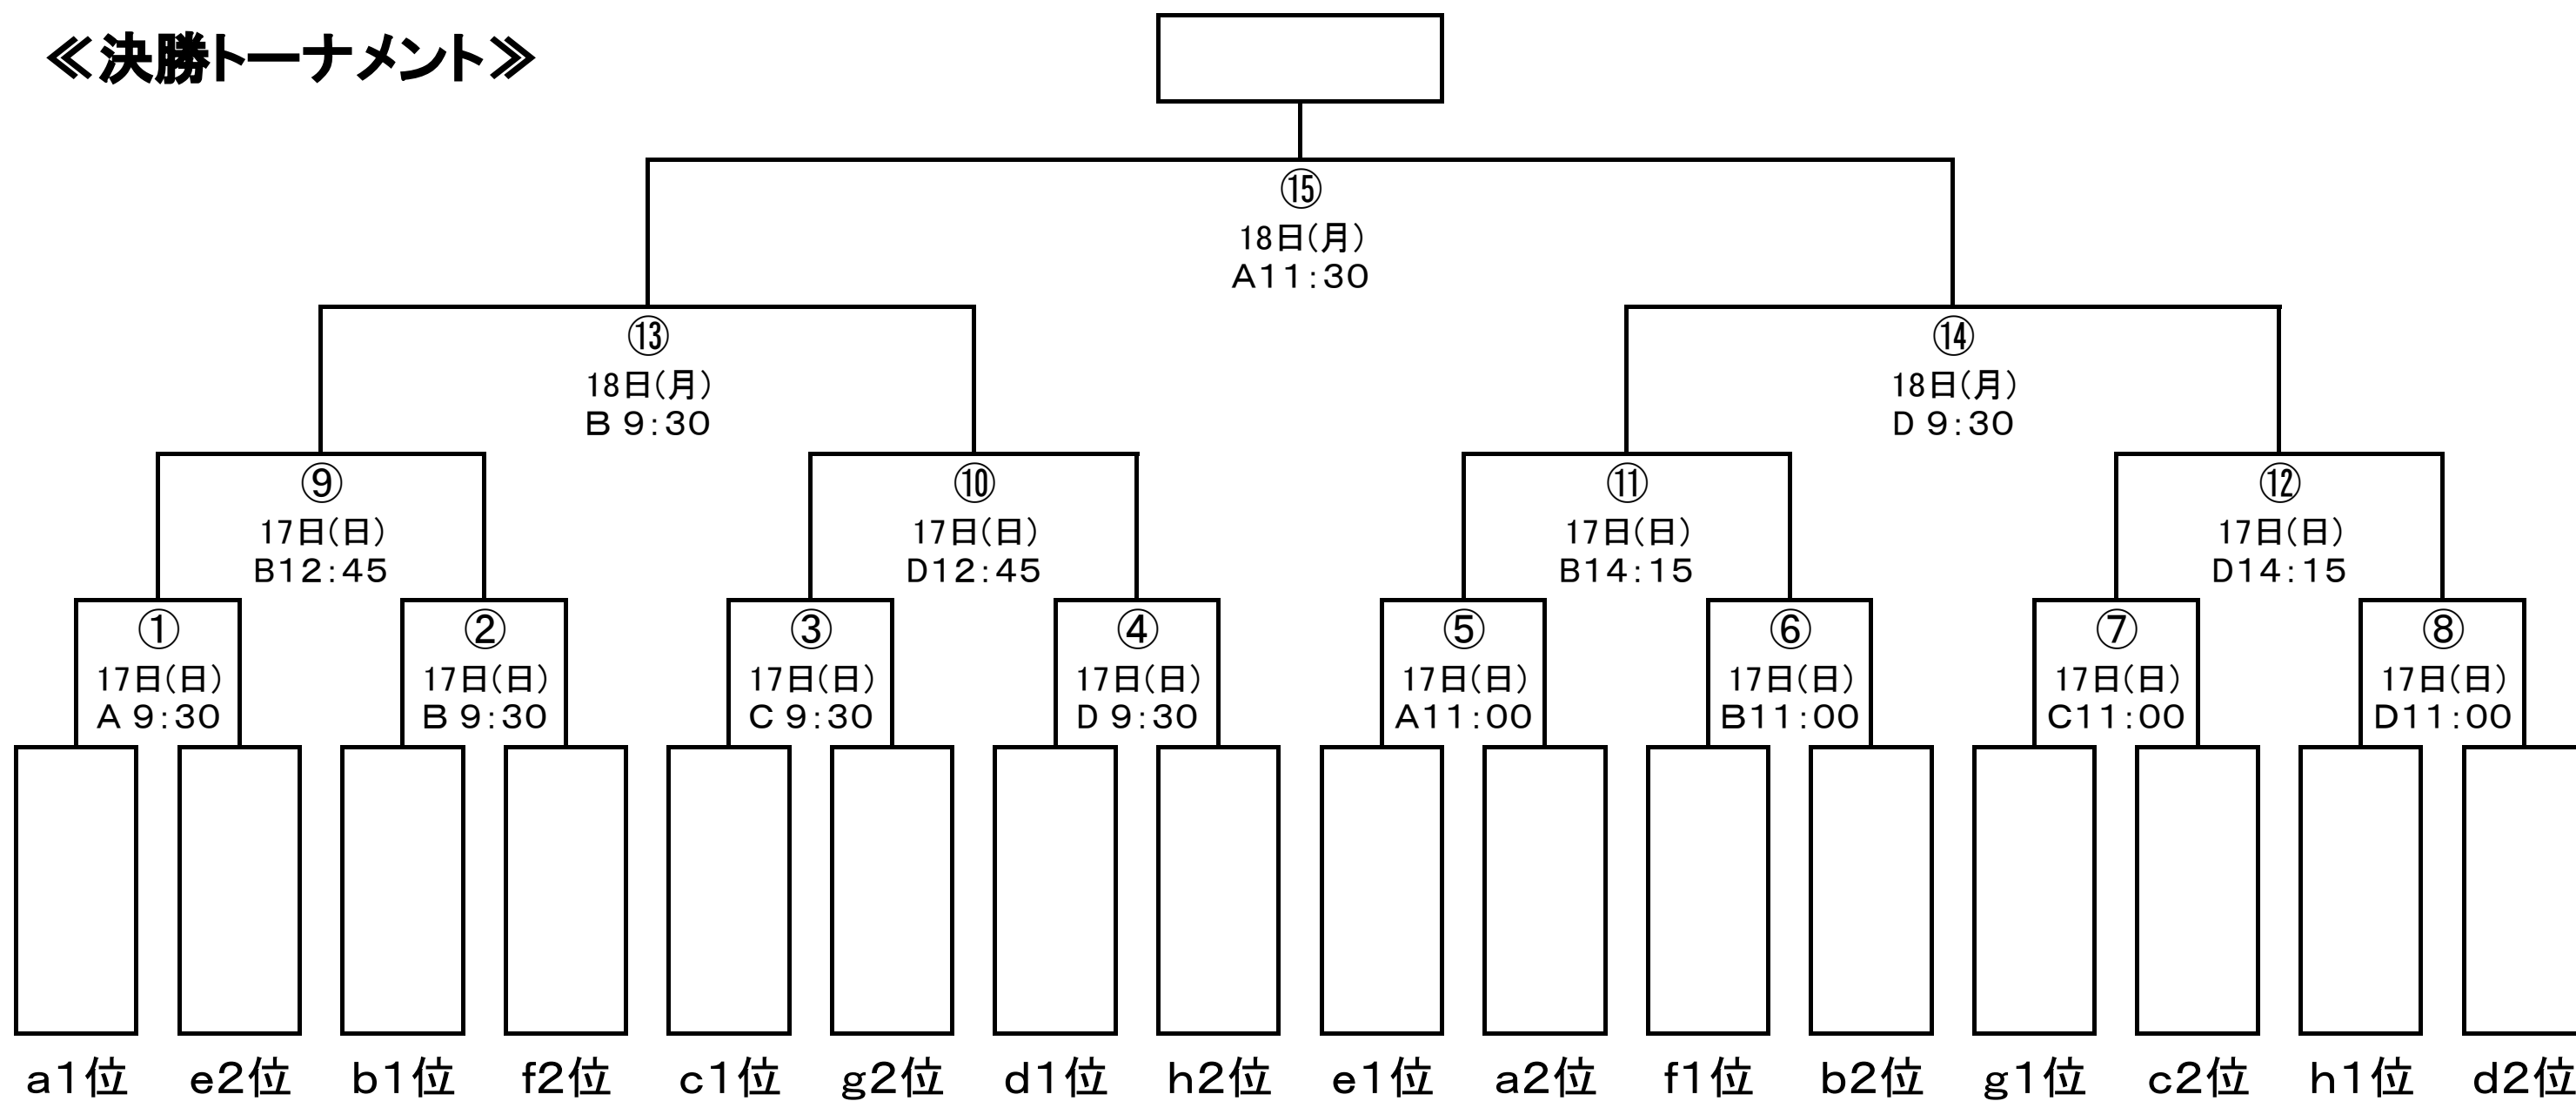 ≪決勝トーナメント≫
⑮
18日(月)
A11:30
⑬
18日(月)
B 9:30
⑭
18日(月)
D 9:30
⑨
17日(日)
B12:45
⑩
17日(日)
D12:45
⑪
17日(日)
B14:15
⑫
17日(日)
D14:15
①
17日(日)
A 9:30
②
17日(日)
B 9:30
③
17日(日)
C 9:30
④
17日(日)
D 9:30
⑤
17日(日)
A11:00
⑥
17日(日)
B11:00
⑦
17日(日)
C11:00
⑧
17日(日)
D11:00
a1位 e2位 b1位 f2位 c1位 g2位 d1位 h2位 e1位 a2位 f1位 b2位 g1位 c2位 h1位 d2位